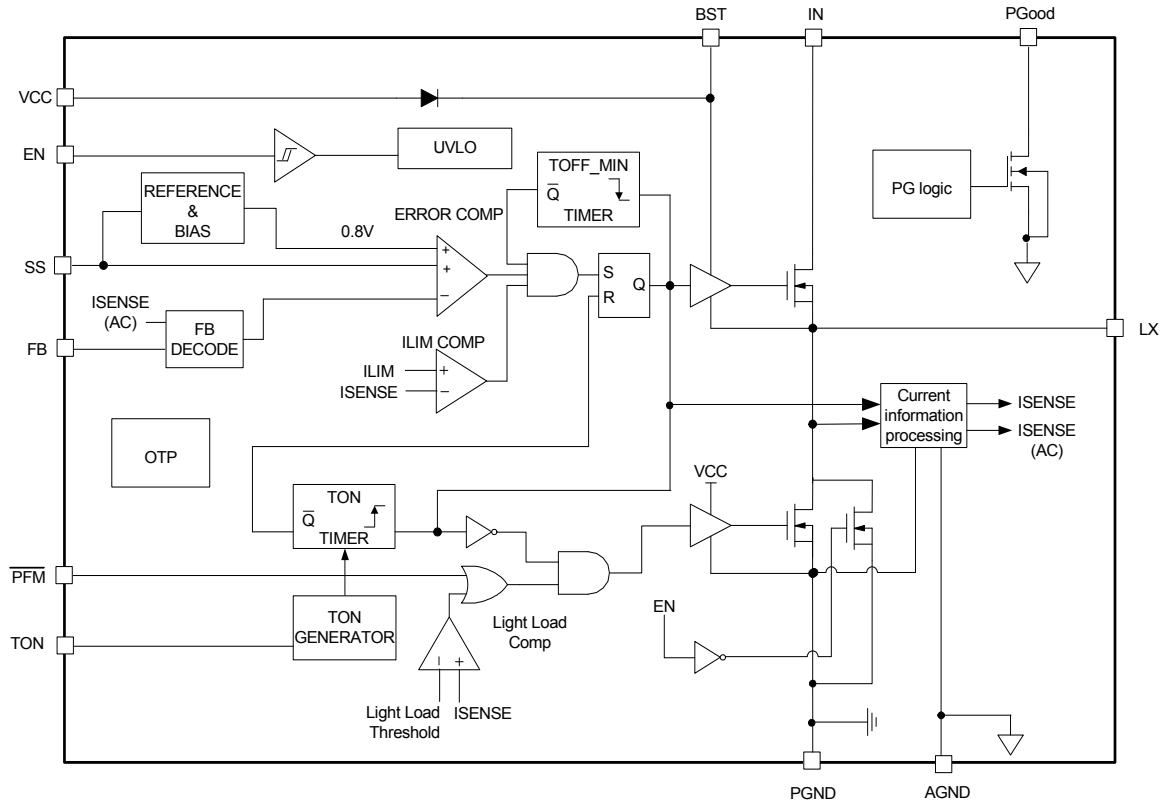 BST
IN
PGood
VCC
EN
UVLO
TOFF_MIN
Q̅
TIMER
PG logic
REFERENCE
&
BIAS
ERROR COMP
0.8V
+
+
−
SS
S
R
Q
ISENSE
(AC)
FB
DECODE
FB
ILIM COMP
ILIM
ISENSE
+
−
LX
Current
information
processing
ISENSE
ISENSE
(AC)
OTP
VCC
TON
Q̅
TIMER
P̅F̅M̅
TON
GENERATOR
TON
Light Load
Comp
EN
−
+
Light Load
Threshold
ISENSE
PGND
AGND